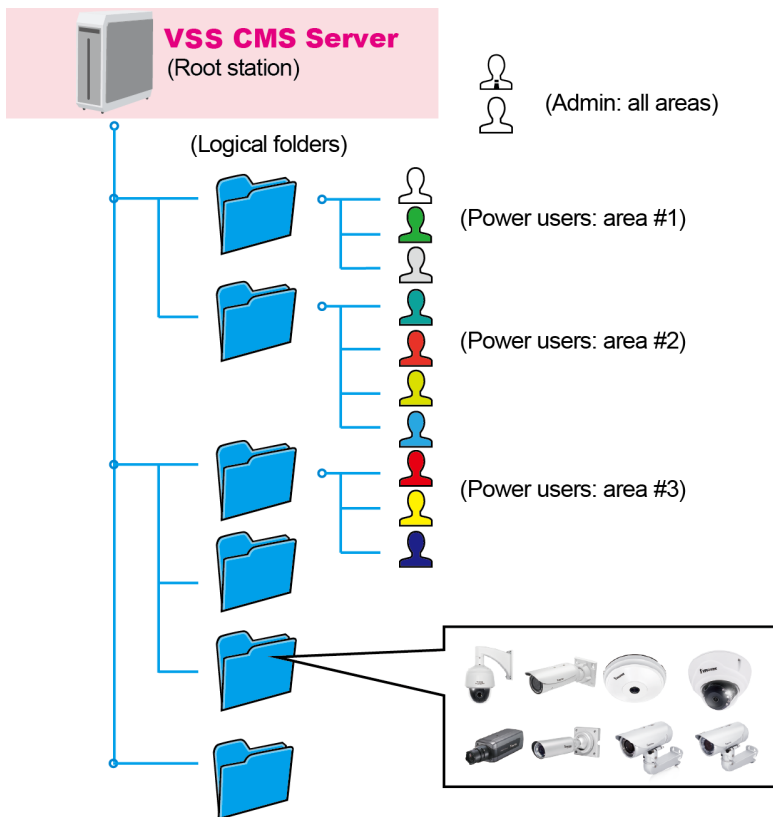 VSS CMS Server
(Root station)
(Admin: all areas)
(Logical folders)
(Power users: area #1)
(Power users: area #2)
(Power users: area #3)